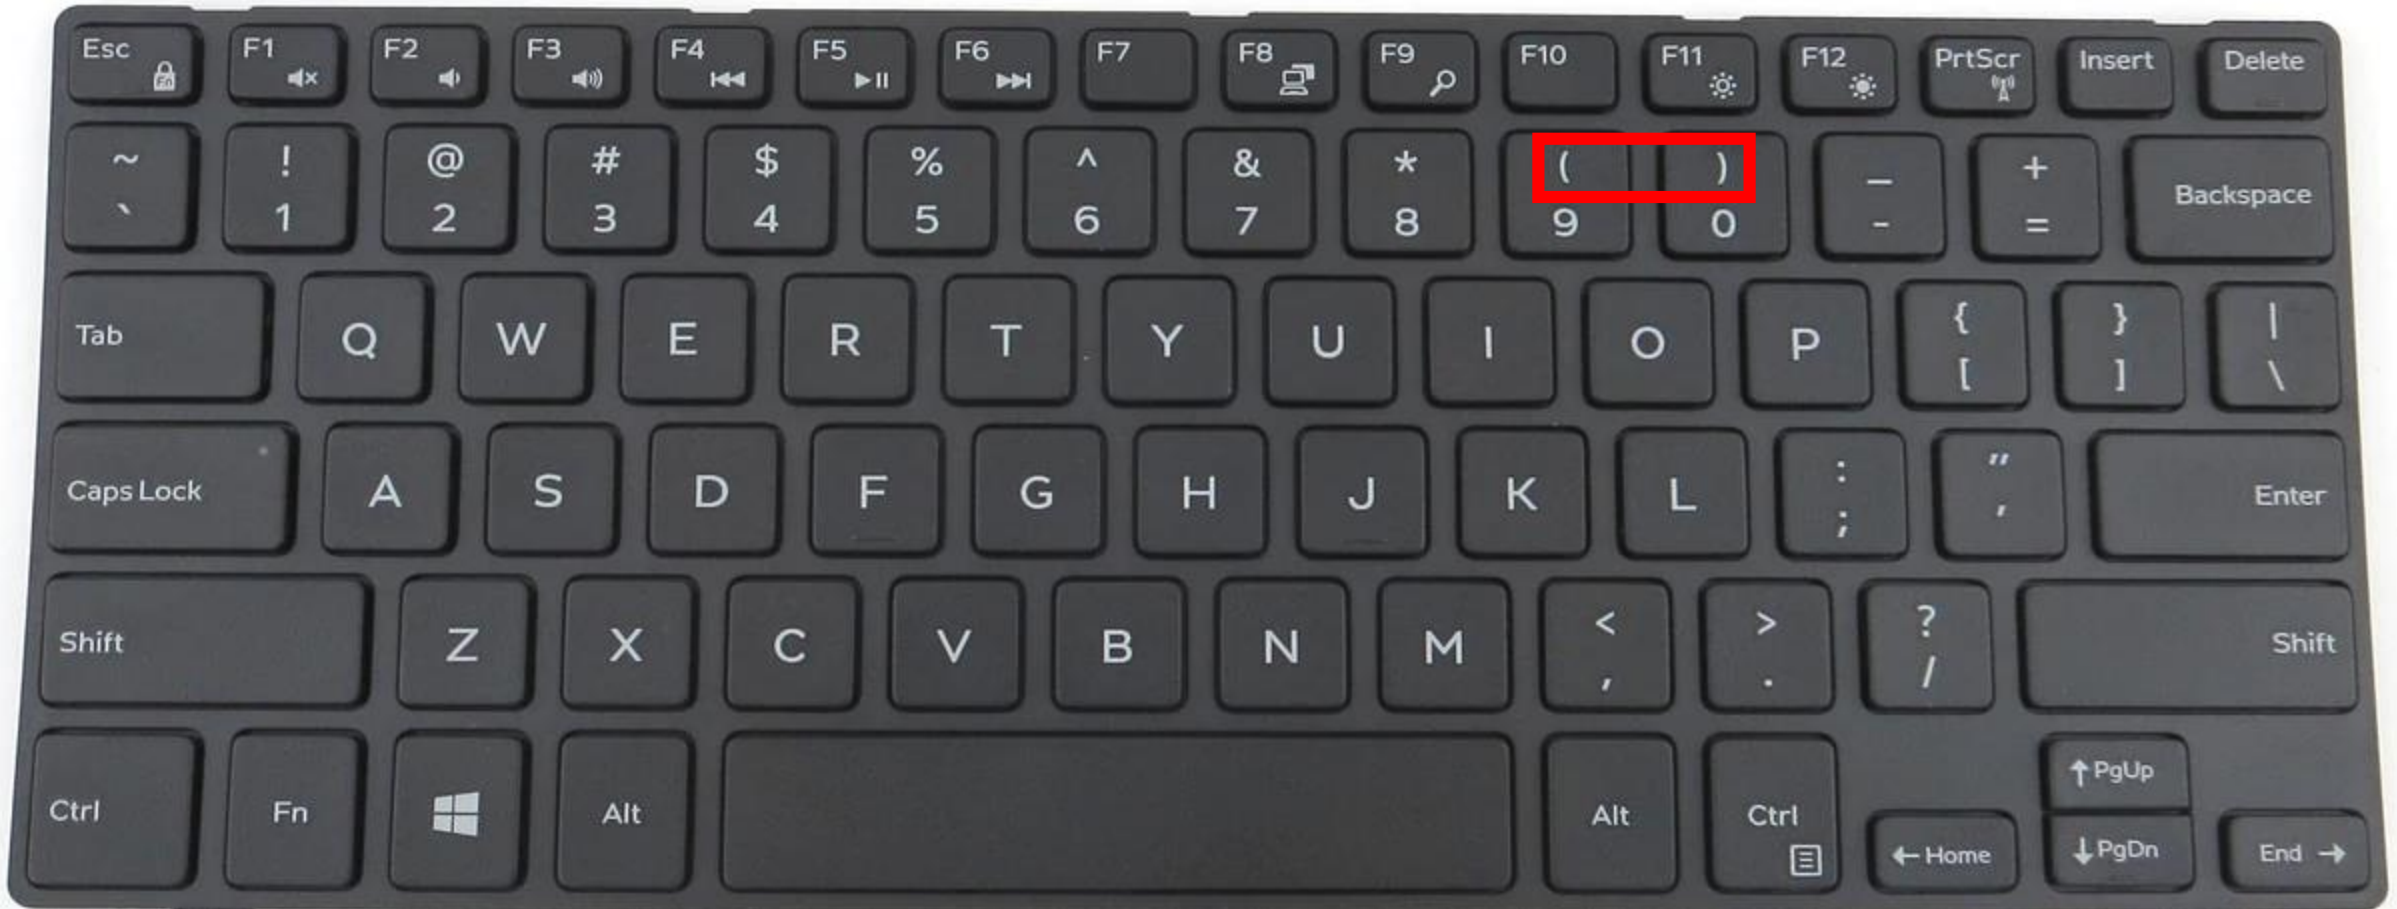 Esc F1 F2 F3 F4 F5 F6 F7 F8 F9 F10 F11 F12 PrtScr Insert Delete
Fn
~ ! @ # $ % ^ & * ( ) _ +
` 1 2 3 4 5 6 7 8 9 0 - = Backspace
Tab Q W E R T Y U I O P { } |
[ ] \
Caps Lock A S D F G H J K L : " Enter
; '
Shift Z X C V B N M < > ? Shift
, . /
Ctrl Fn Alt Alt Ctrl ←Home ↑PgUp
↓PgDn End→